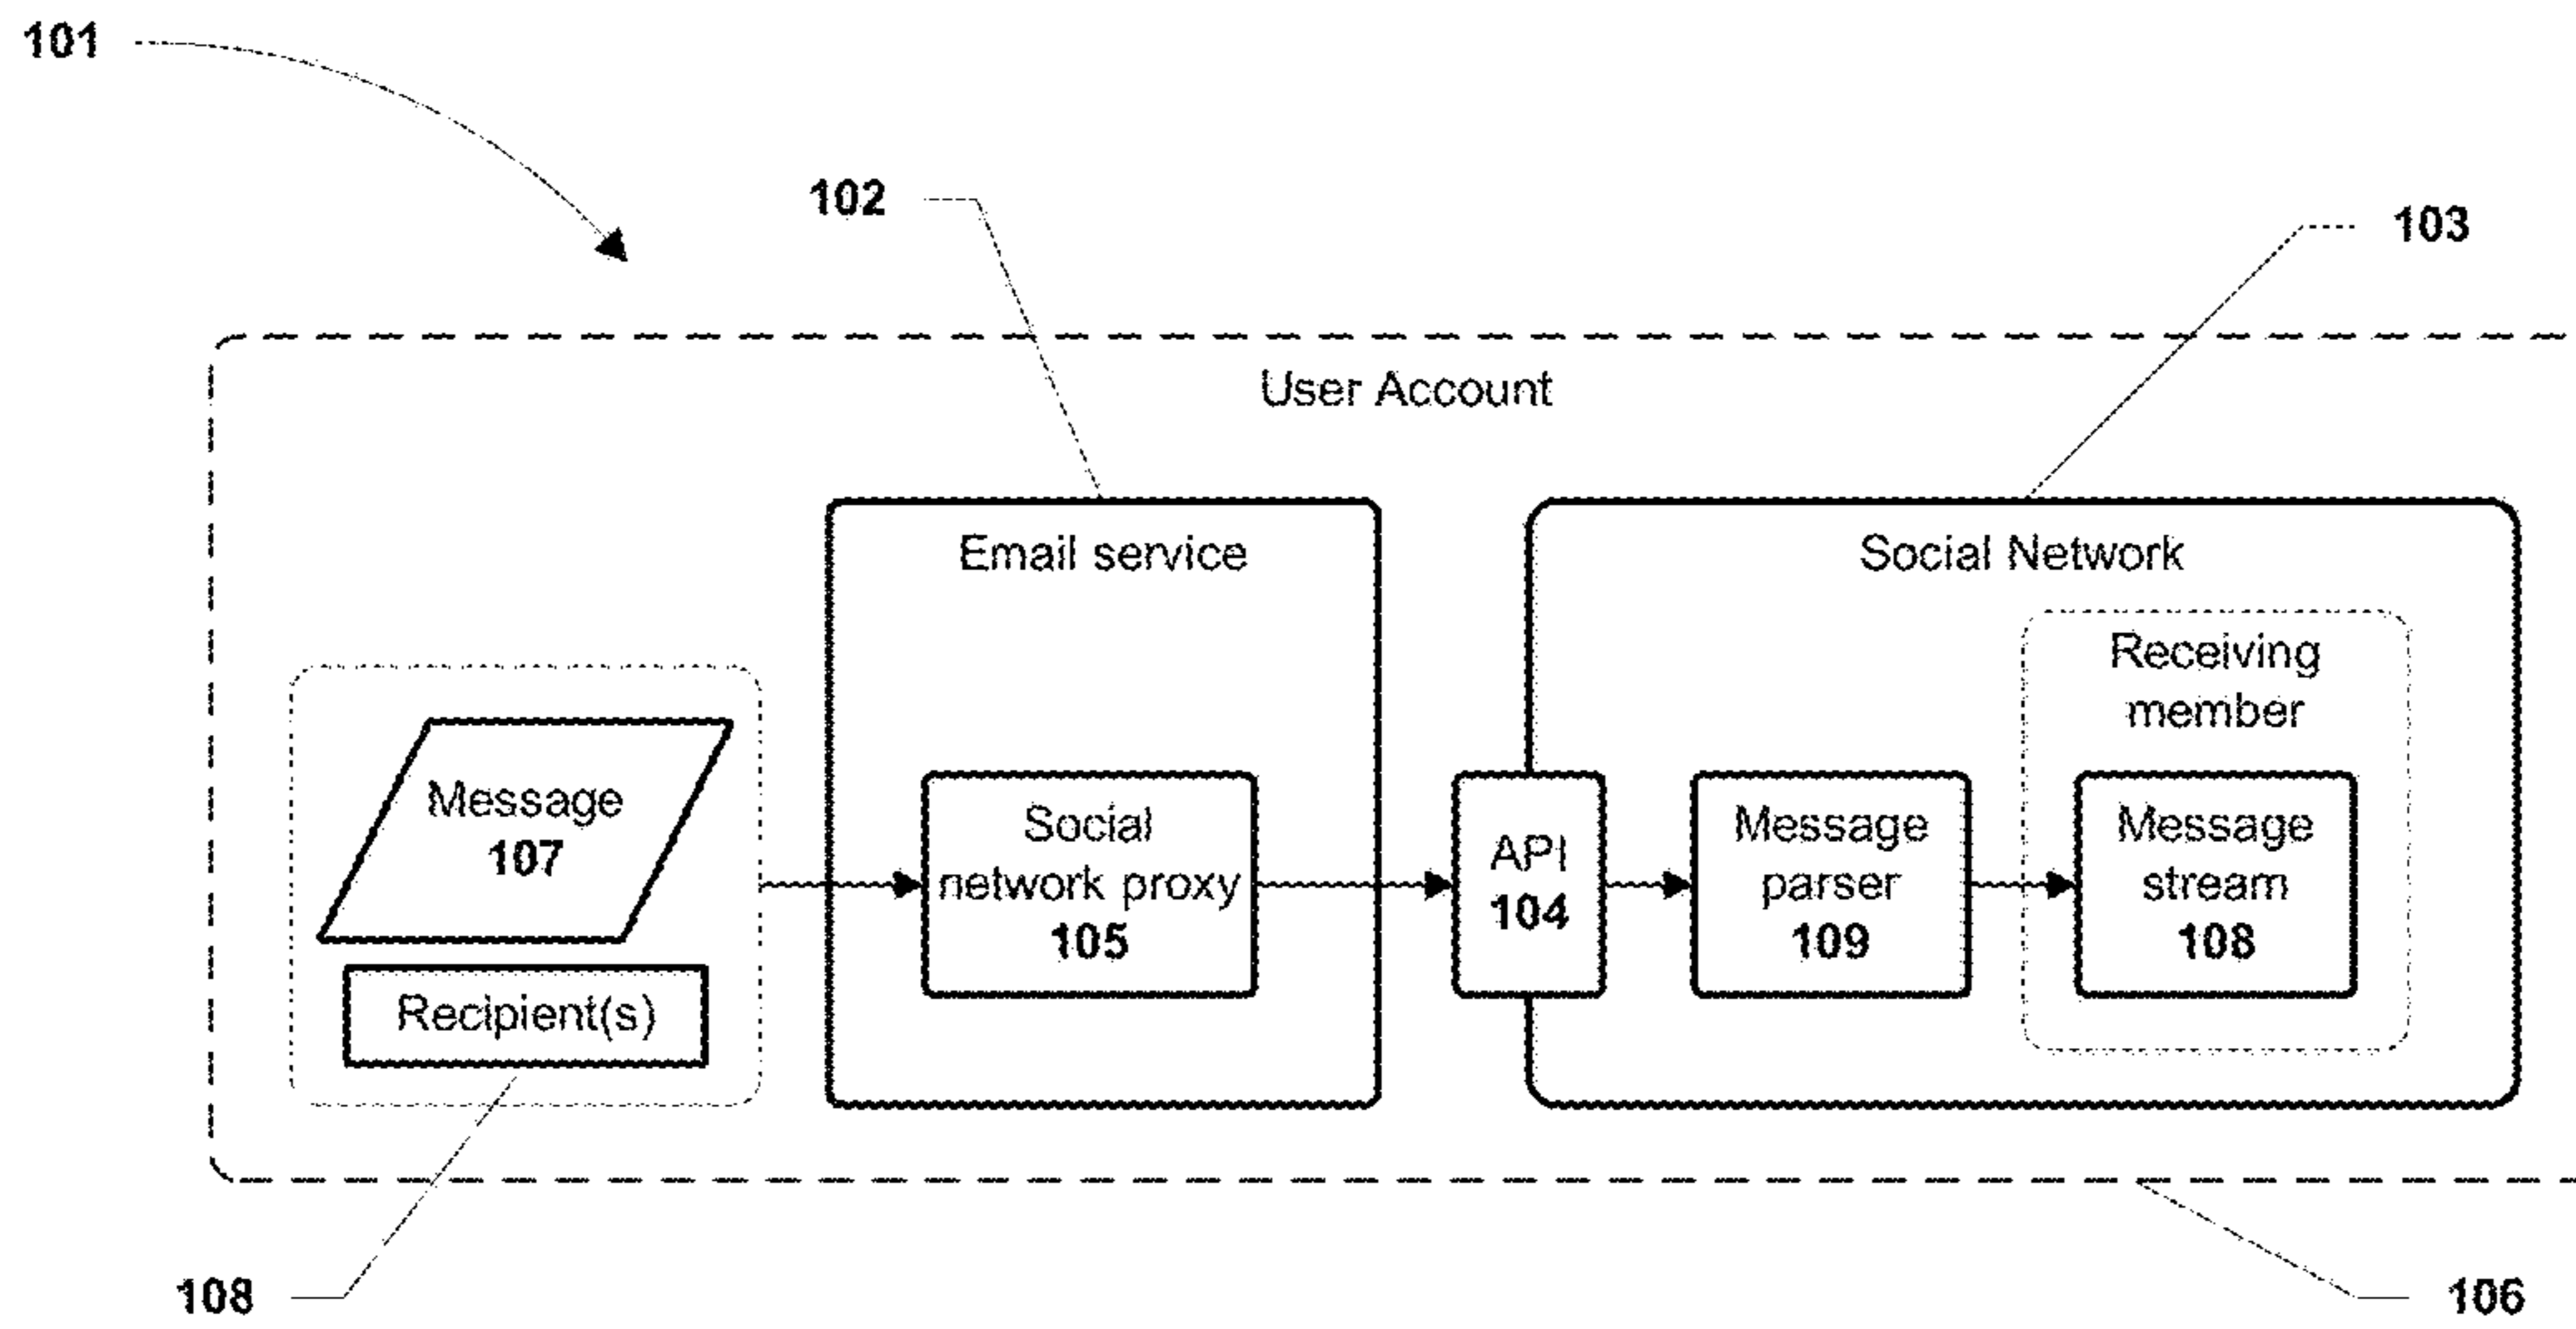 101
102
103
User Account
Email service
Social Network
Receiving
member
Message
107
Recipient(s)
Social
network proxy
105
API
104
Message
parser
109
Message
stream
108
108
106